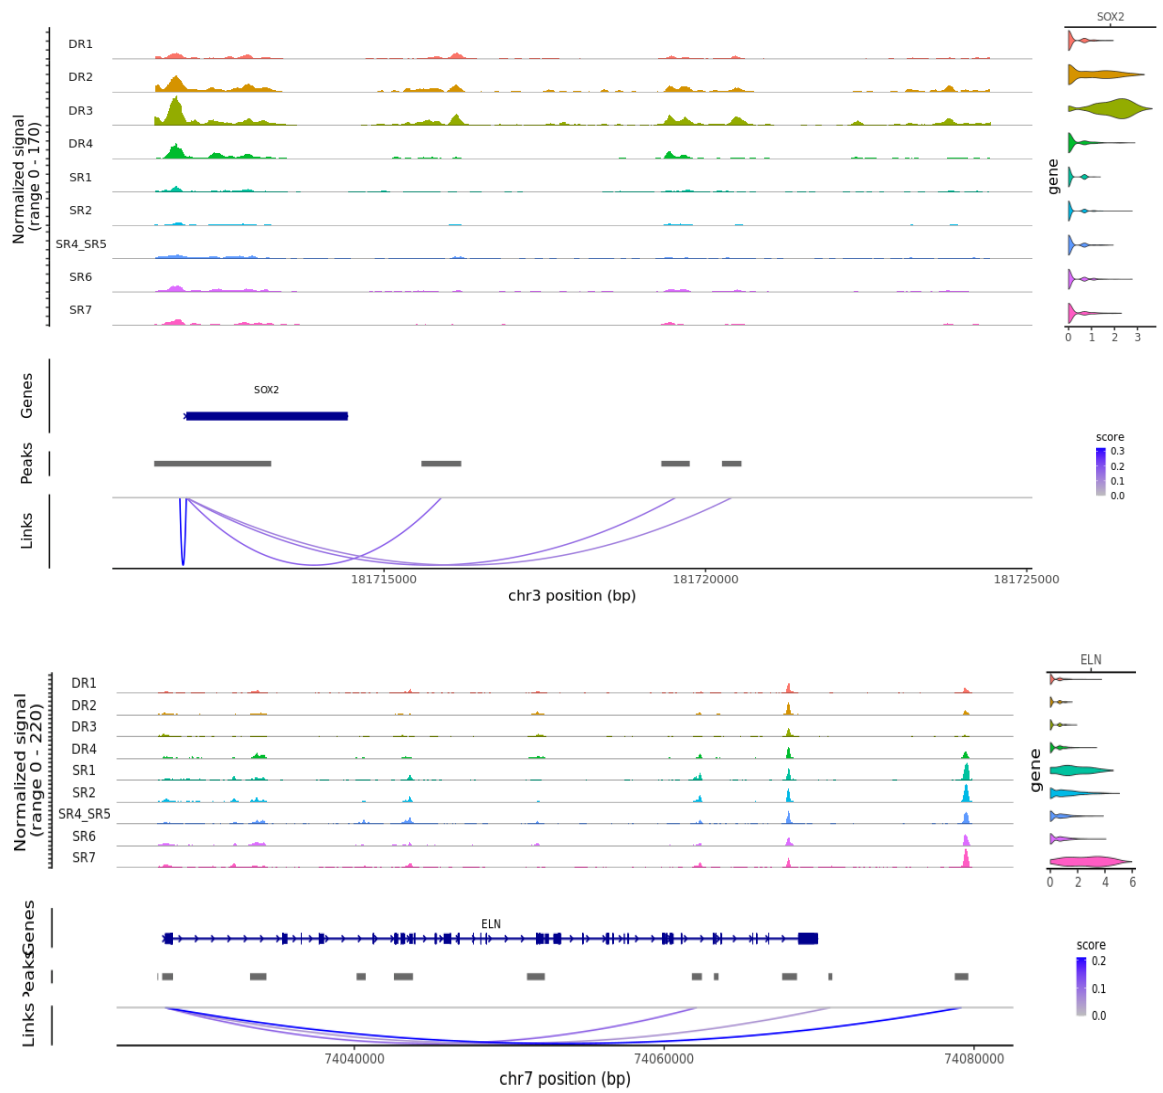 SOX2
DR1
DR2
DR3
DR4
SR1
SR2
SR4_SR5
SR6
SR7
Normalized signal
(range 0 - 170)
gene
0 1 2 3
Genes
SOX2
Peaks
Links
score
0.3
0.2
0.1
0.0
181715000 181720000 181725000
chr3 position (bp)
ELN
DR1
DR2
DR3
DR4
SR1
SR2
SR4_SR5
SR6
SR7
Normalized signal
(range 0 - 220)
gene
0 2 4 6
Genes
ELN
Peaks
Links
score
0.2
0.1
0.0
74040000 74060000 74080000
chr7 position (bp)